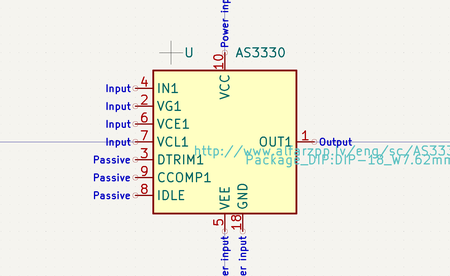 Power input
U AS3330
10
VCC
Input 4 IN1
Input 2 VG1
Input 6 VCE1
Input 7 VCL1 OUT1 1 Output
http://www.alfarzpp.lv/eng/sc/AS333
Passive 3 DTRIM1
Package_DIP:DIP-18_W7.62mm
Passive 9 CCOMP1
Passive 8 IDLE
VEE GND
5 18
er input er input